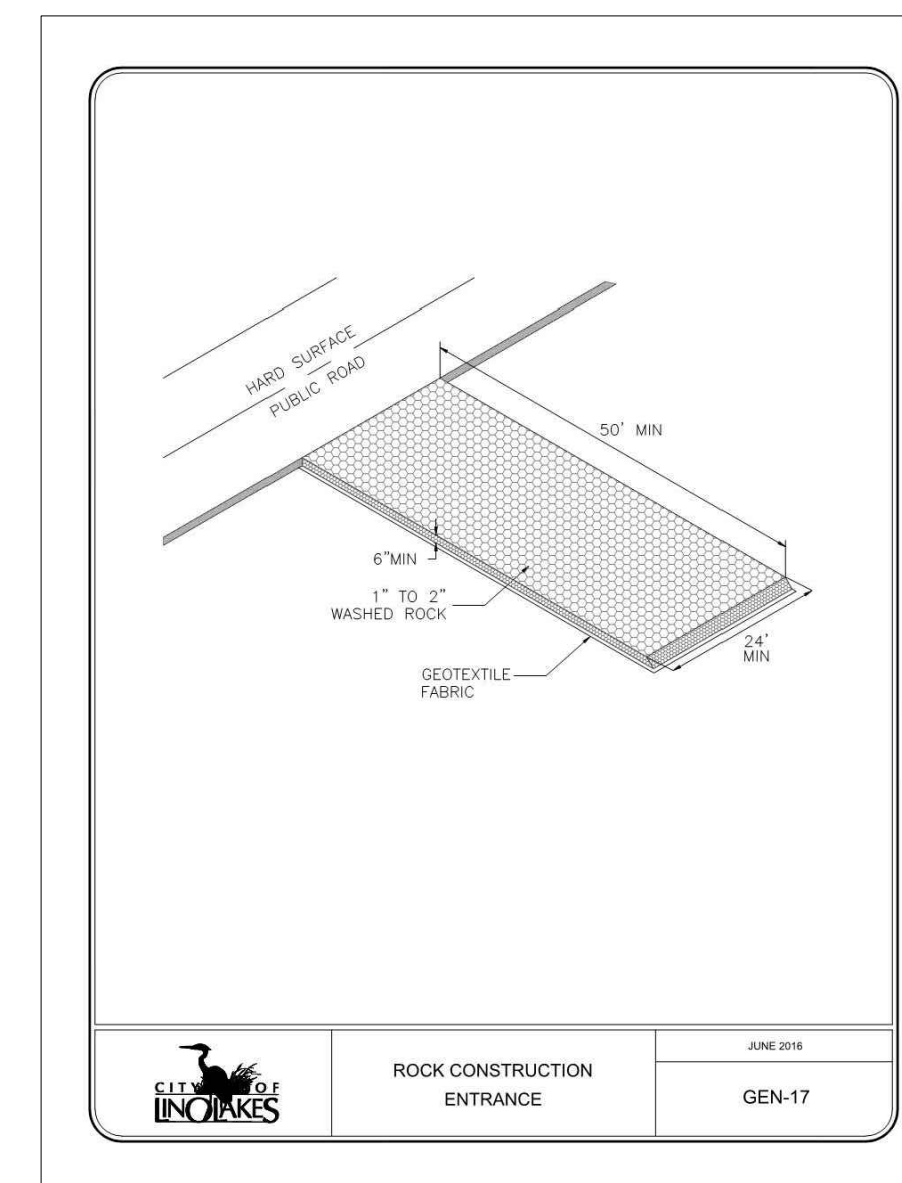 HARD SURFACE
PUBLIC ROAD
50' MIN
6"MIN
1" TO 2"
WASHED ROCK
24'
MIN
GEOTEXTILE
FABRIC
CITY OF
LINO LAKES
ROCK CONSTRUCTION
ENTRANCE
JUNE 2016
GEN-17